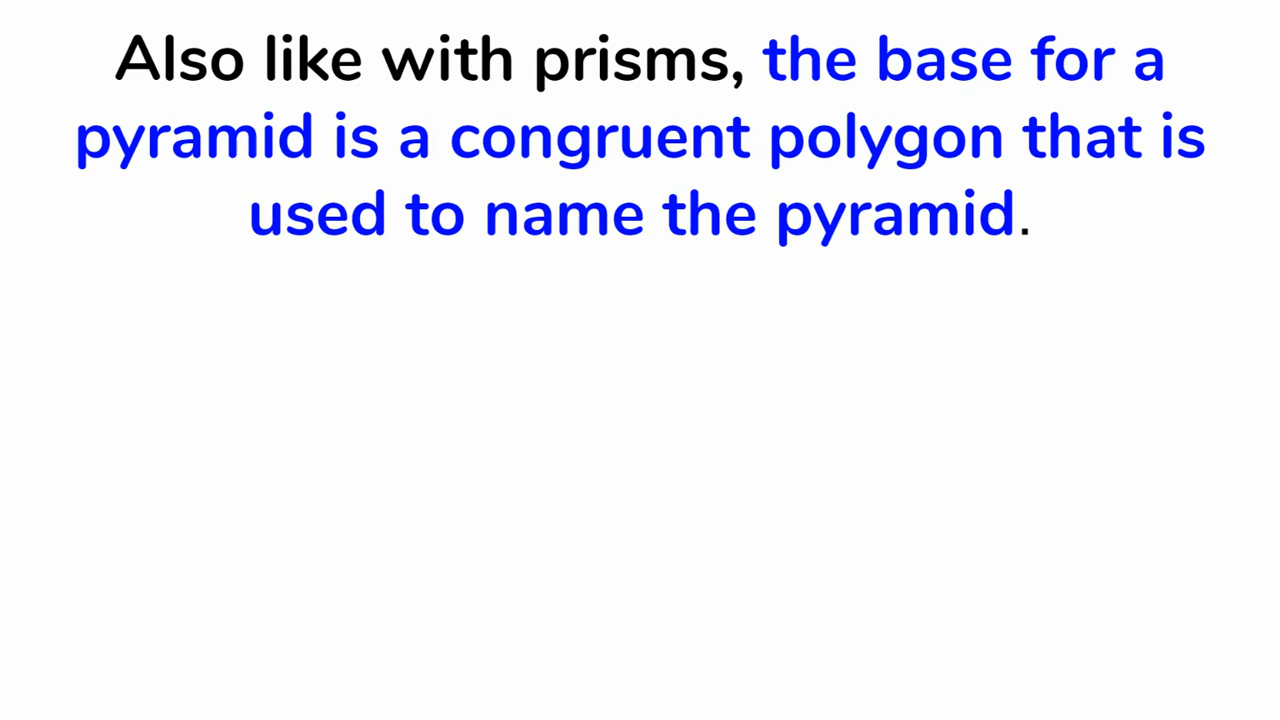 Also like with prisms, the base for a
pyramid is a congruent polygon that is
used to name the pyramid.